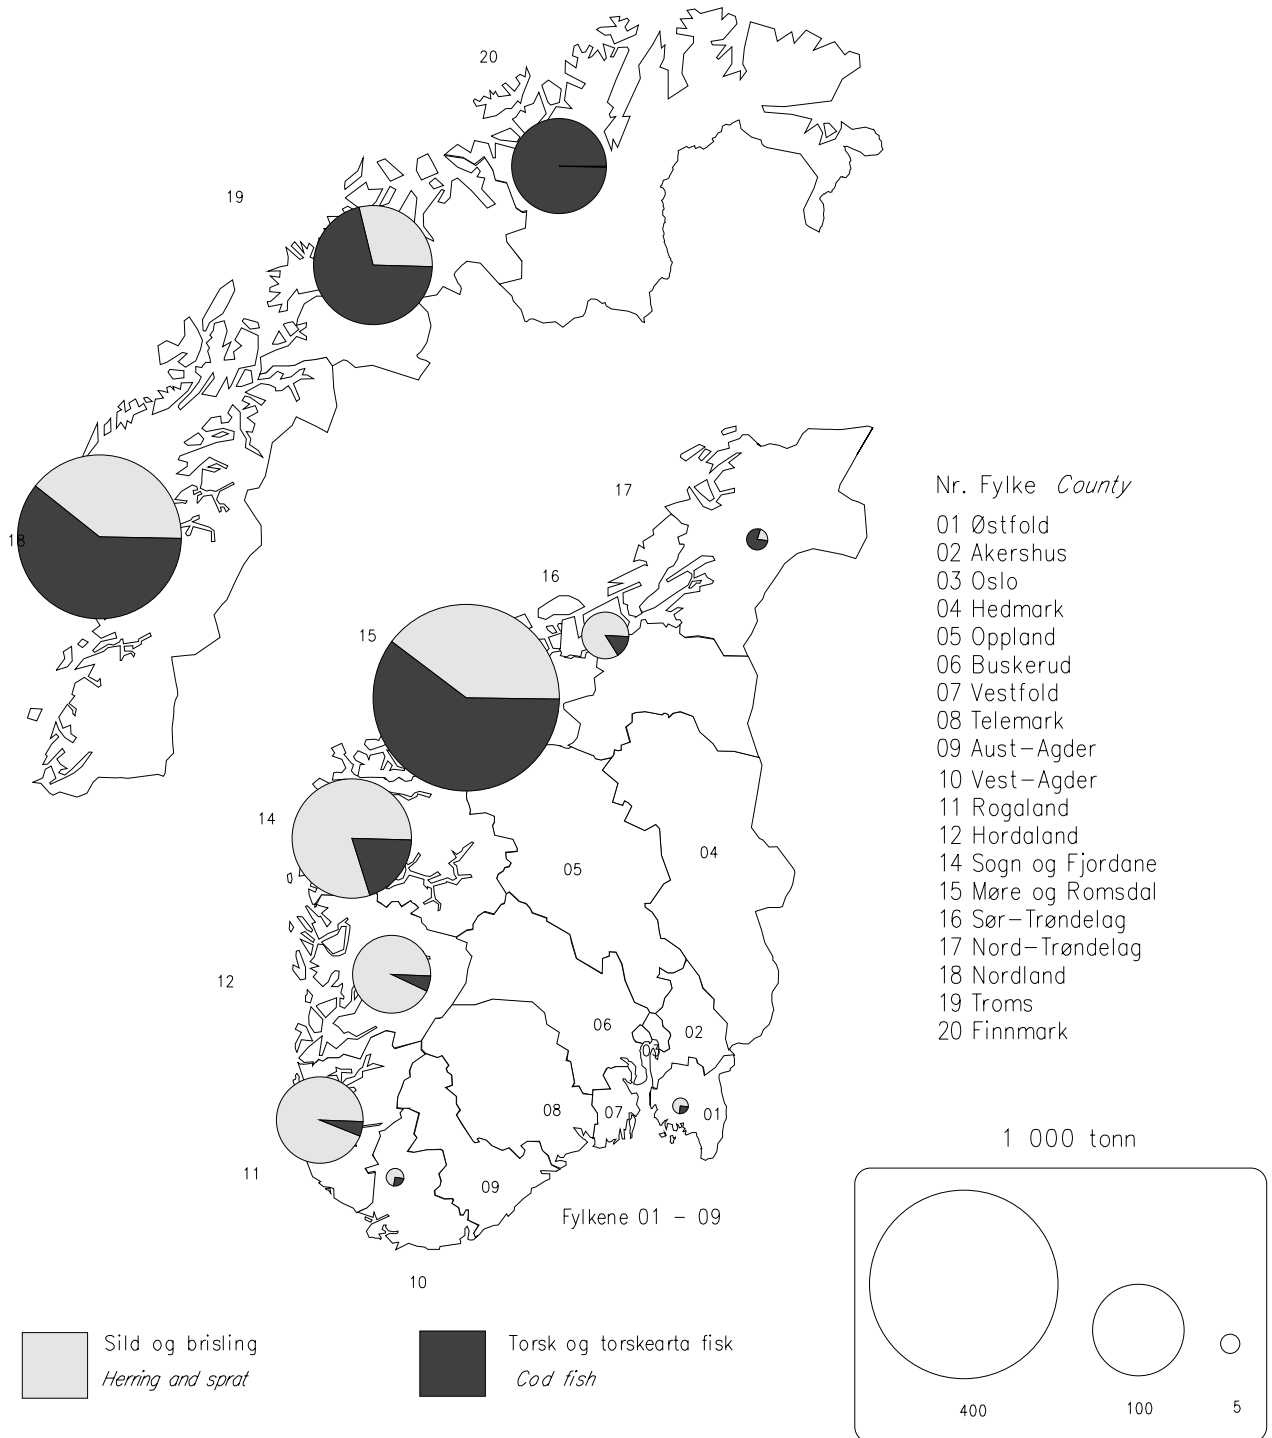 20
19
18
17
16
15
14
12
11
10
05
04
06
02
08
07
01
09
Fylkene 01 - 09
Nr. Fylke County
01 Østfold
02 Akershus
03 Oslo
04 Hedmark
05 Oppland
06 Buskerud
07 Vestfold
08 Telemark
09 Aust-Agder
10 Vest-Agder
11 Rogaland
12 Hordaland
14 Sogn og Fjordane
15 Møre og Romsdal
16 Sør-Trøndelag
17 Nord-Trøndelag
18 Nordland
19 Troms
20 Finnmark
1 000 tonn
400
100
5
Sild og brisling
Herring and sprat
Torsk og torskearta fisk
Cod fish